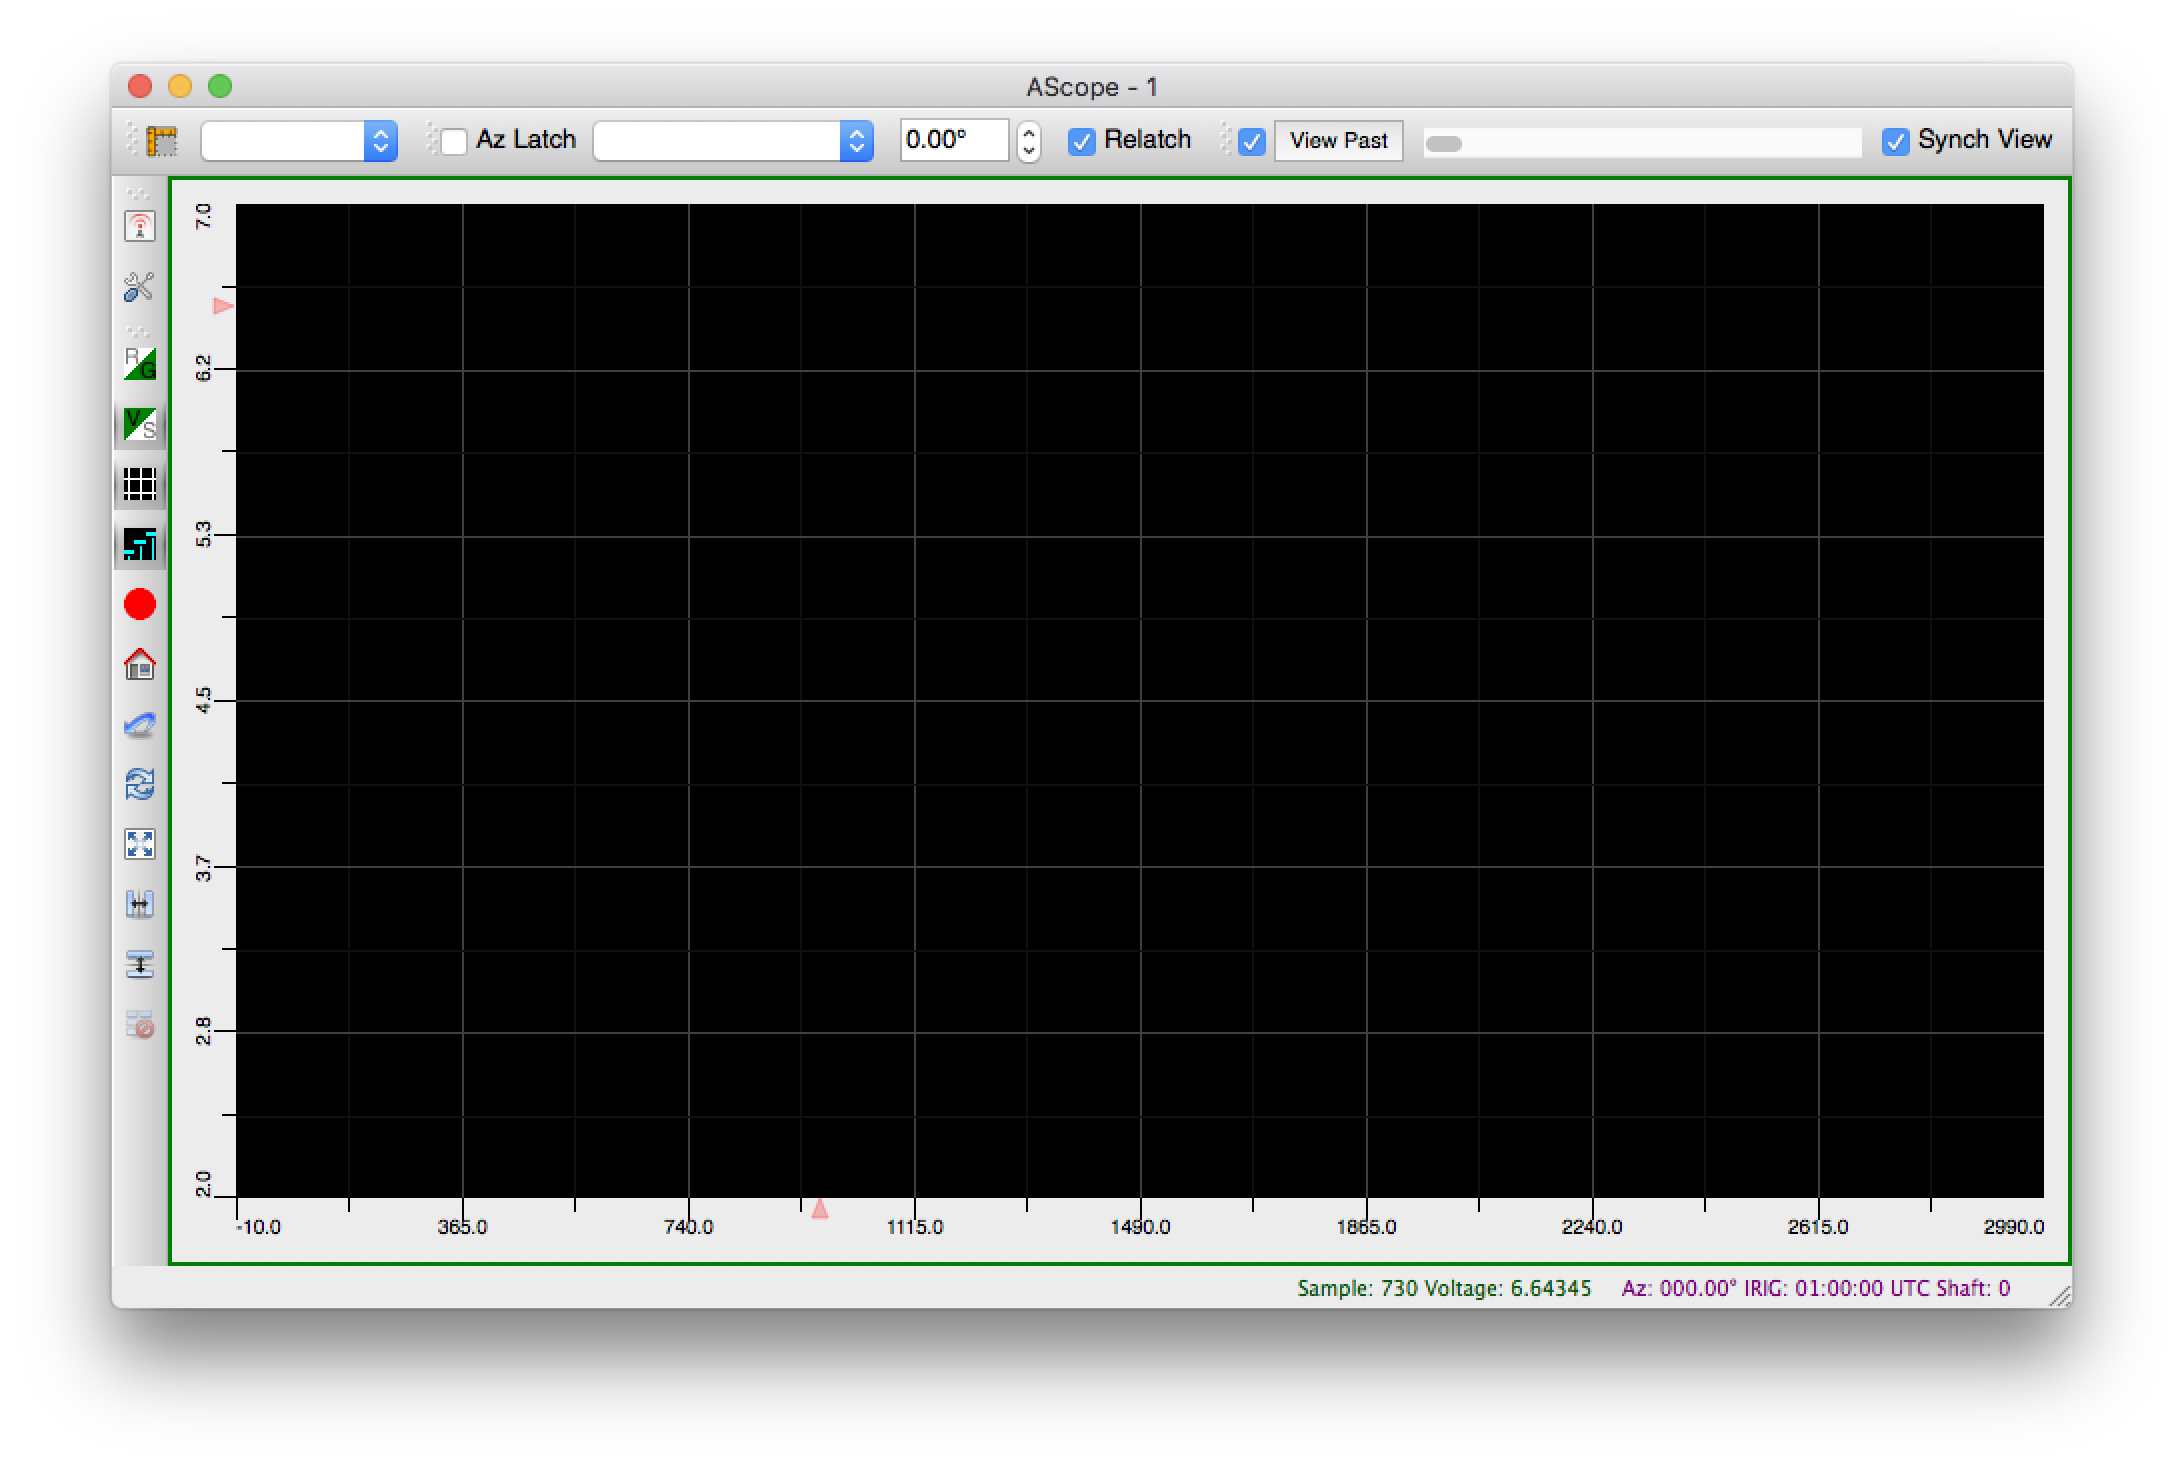 AScope - 1
Az Latch 0.00° Relatch View Past Synch View
R G
V S
7.0
6.2
5.3
4.5
3.7
2.8
2.0
-10.0 365.0 740.0 1115.0 1490.0 1865.0 2240.0 2615.0 2990.0
Sample: 730 Voltage: 6.64345 Az: 000.00° IRIG: 01:00:00 UTC Shaft: 0